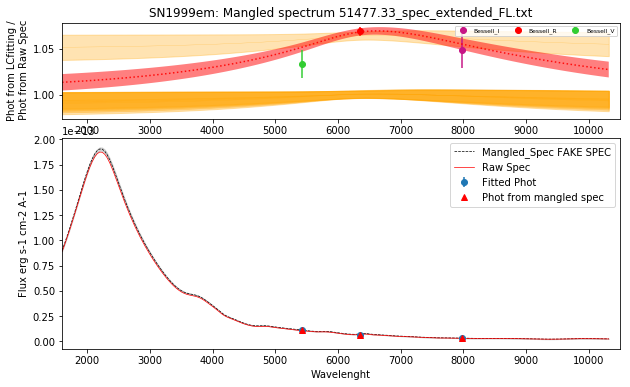 SN1999em: Mangled spectrum 51477.33_spec_extended_FL.txt
Phot from LCfitting /
Phot from Raw Spec
1.05
1.00
Bessell_I Bessell_R Bessell_V
2000 3000 4000 5000 6000 7000 8000 9000 10000
1e−13
Flux erg s-1 cm-2 A-1
2.00
1.75
1.50
1.25
1.00
0.75
0.50
0.25
0.00
Mangled_Spec FAKE SPEC
Raw Spec
Fitted Phot
Phot from mangled spec
2000 3000 4000 5000 6000 7000 8000 9000 10000
Wavelenght